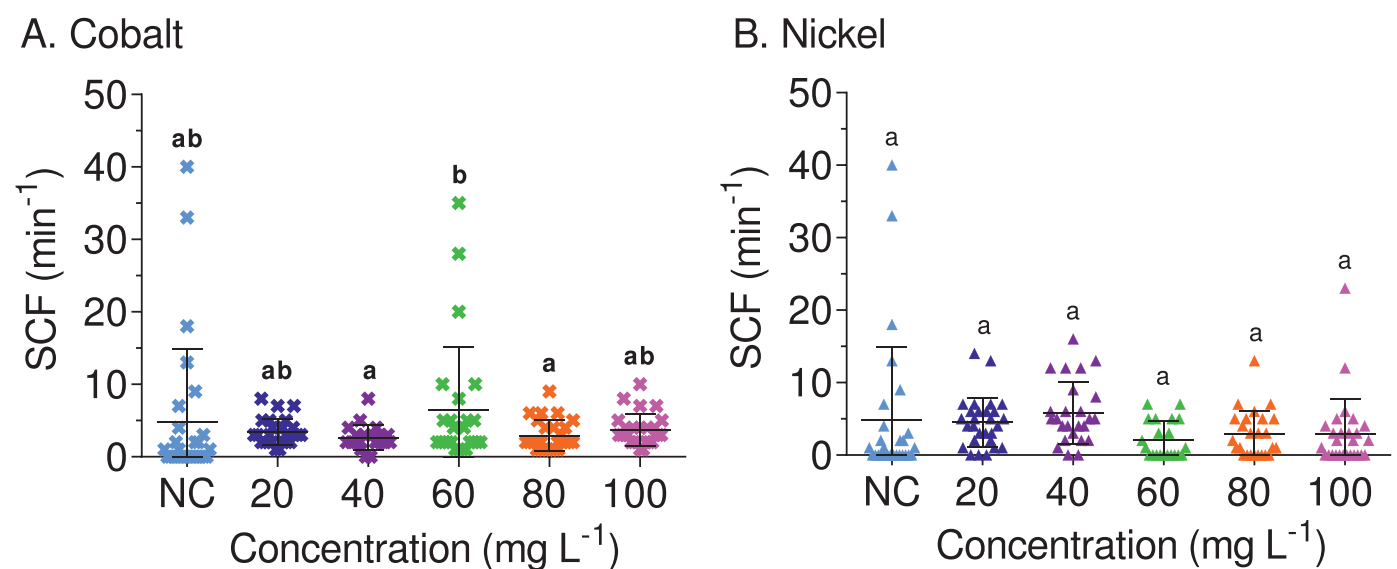 A. Cobalt
SCF (min⁻¹)
50
40
30
20
10
0
ab
ab
a
b
a
ab
NC 20 40 60 80 100
Concentration (mg L⁻¹)
B. Nickel
SCF (min⁻¹)
50
40
30
20
10
0
a
a
a
a
a
a
NC 20 40 60 80 100
Concentration (mg L⁻¹)